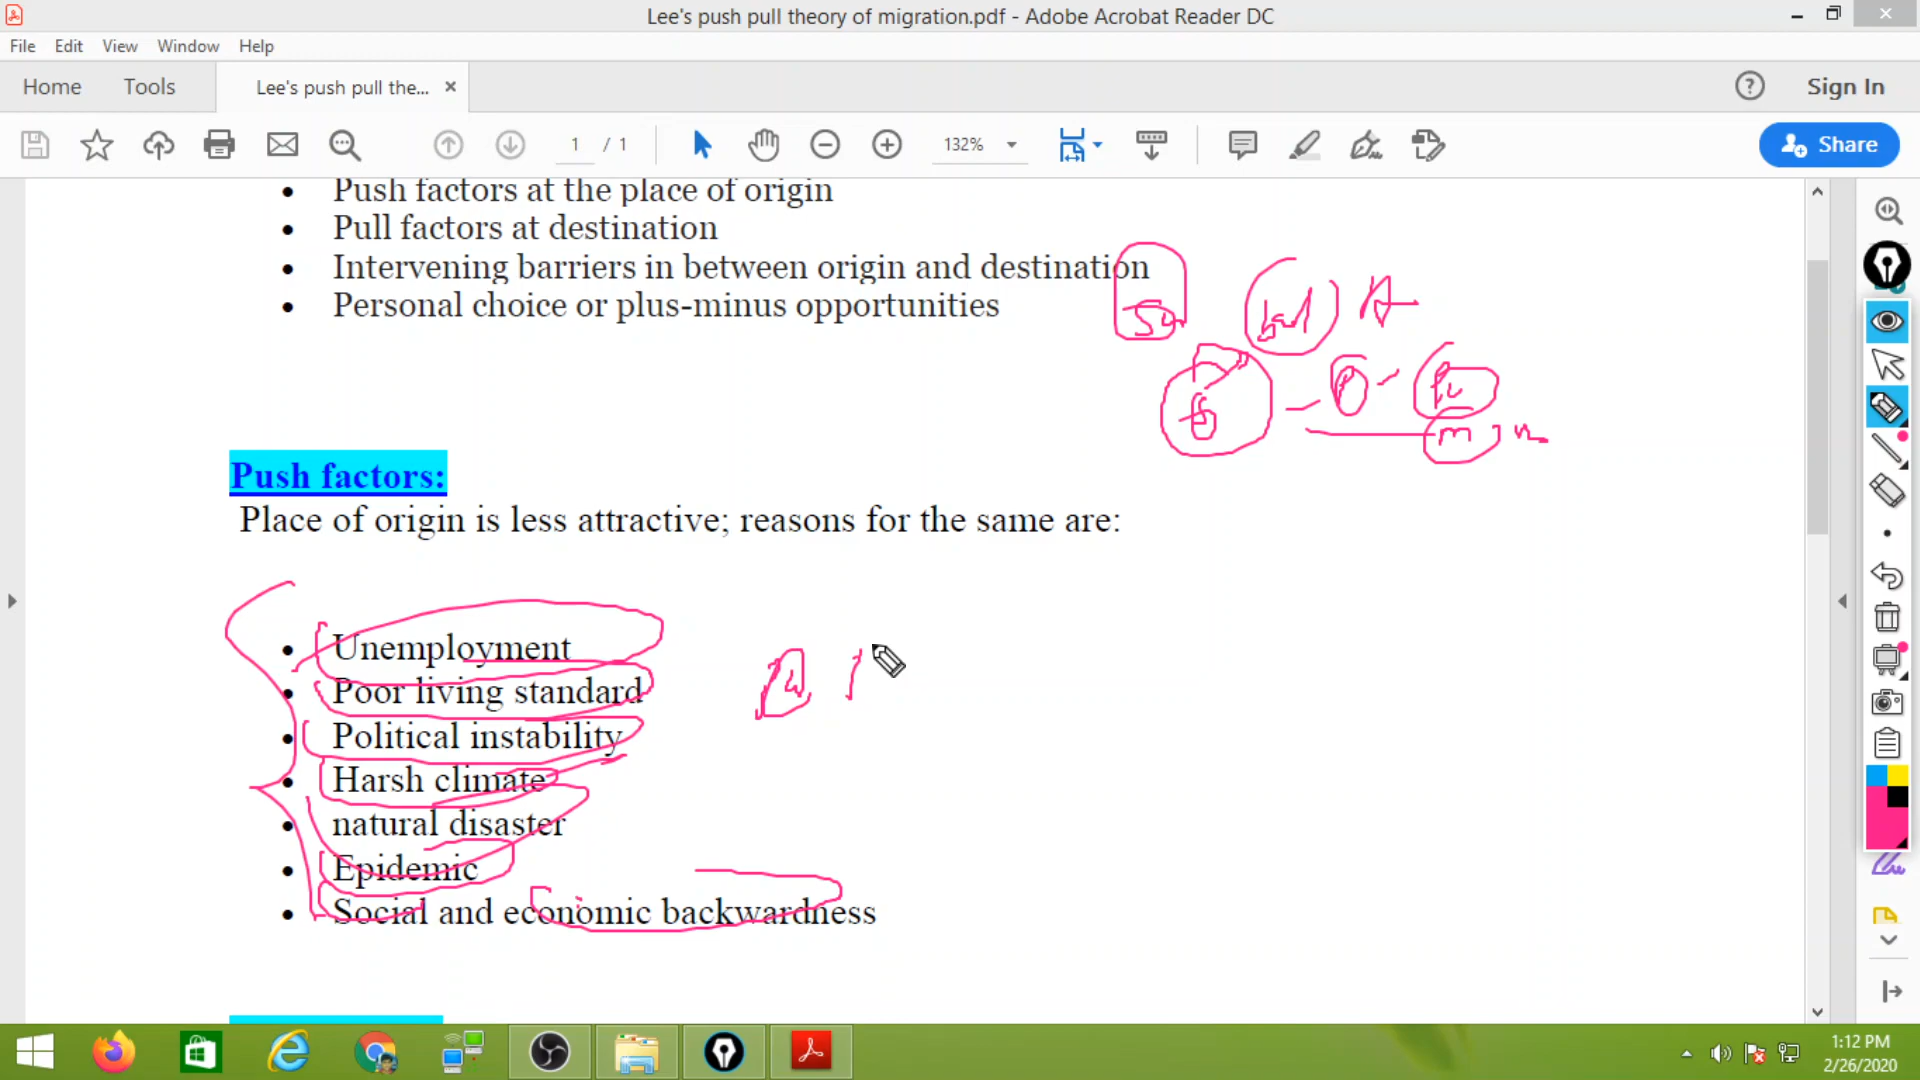 Lee's push pull theory of migration.pdf - Adobe Acrobat Reader DC
File Edit View Window Help
Home Tools Lee's push pull the... × ? Sign In
1 / 1 132% Share
• Push factors at the place of origin
• Pull factors at destination
• Intervening barriers in between origin and destination
• Personal choice or plus-minus opportunities
Push factors:
Place of origin is less attractive; reasons for the same are:
• Unemployment
• Poor living standard
• Political instability
• Harsh climate
• natural disaster
• Epidemic
• Social and economic backwardness
1:12 PM
2/26/2020